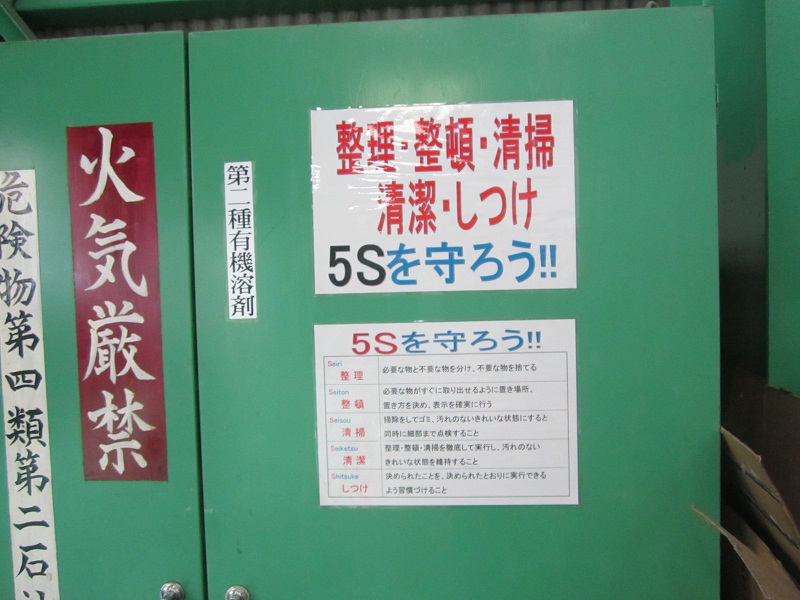 危険物第四類第二石
火気厳禁
第二種有機溶剤
整理・整頓・清掃
清潔・しつけ
5Sを守ろう!!
5Sを守ろう!!
Seiri
整理
必要な物と不要な物を分け、不要な物を捨てる
Seiton
整頓
必要な物がすぐに取り出せるように置き場所、
置き方を決め、表示を確実に行う
Seisou
清掃
掃除をしてゴミ、汚れのないきれいな状態にすると
同時に細部まで点検すること
Seiketsu
清潔
整理・整頓・清掃を徹底して実行し、汚れのない
きれいな状態を維持すること
Shitsuke
しつけ
決められたことを、決められたとおりに実行できる
よう習慣づけること